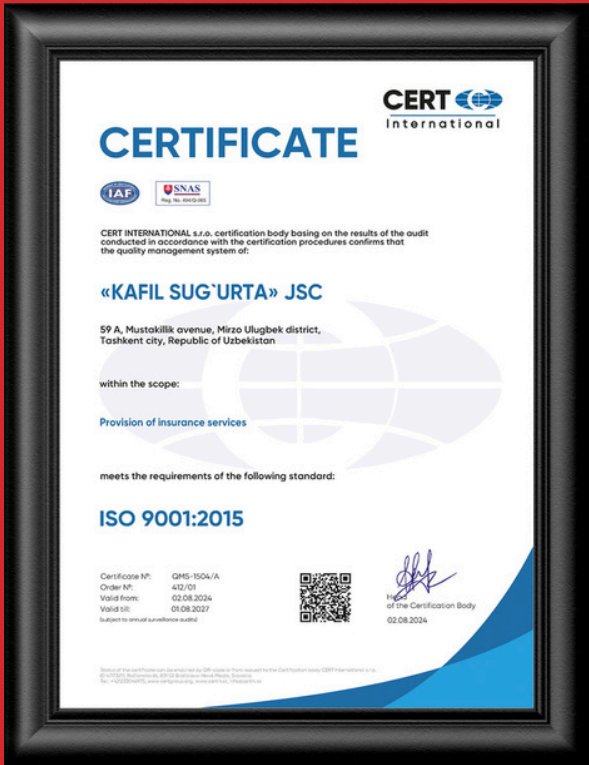 CERT
International
CERTIFICATE
IAF
SNAS
CERT INTERNATIONAL s.r.o. certification body basing on the results of the audit
conducted in accordance with the certification procedures confirms that
the quality management system of:
«KAFIL SUG`URTA» JSC
59 A, Mustakillik avenue, Mirzo Ulugbek district,
Tashkent city, Republic of Uzbekistan
within the scope:
Provision of insurance services
meets the requirements of the following standard:
ISO 9001:2015
Certificate №: QMS-1504/A
Order №: 412/01
Valid from: 02.08.2024
Valid till: 01.08.2027
(subject to annual surveillance audits)
Head
of the Certification Body
02.08.2024